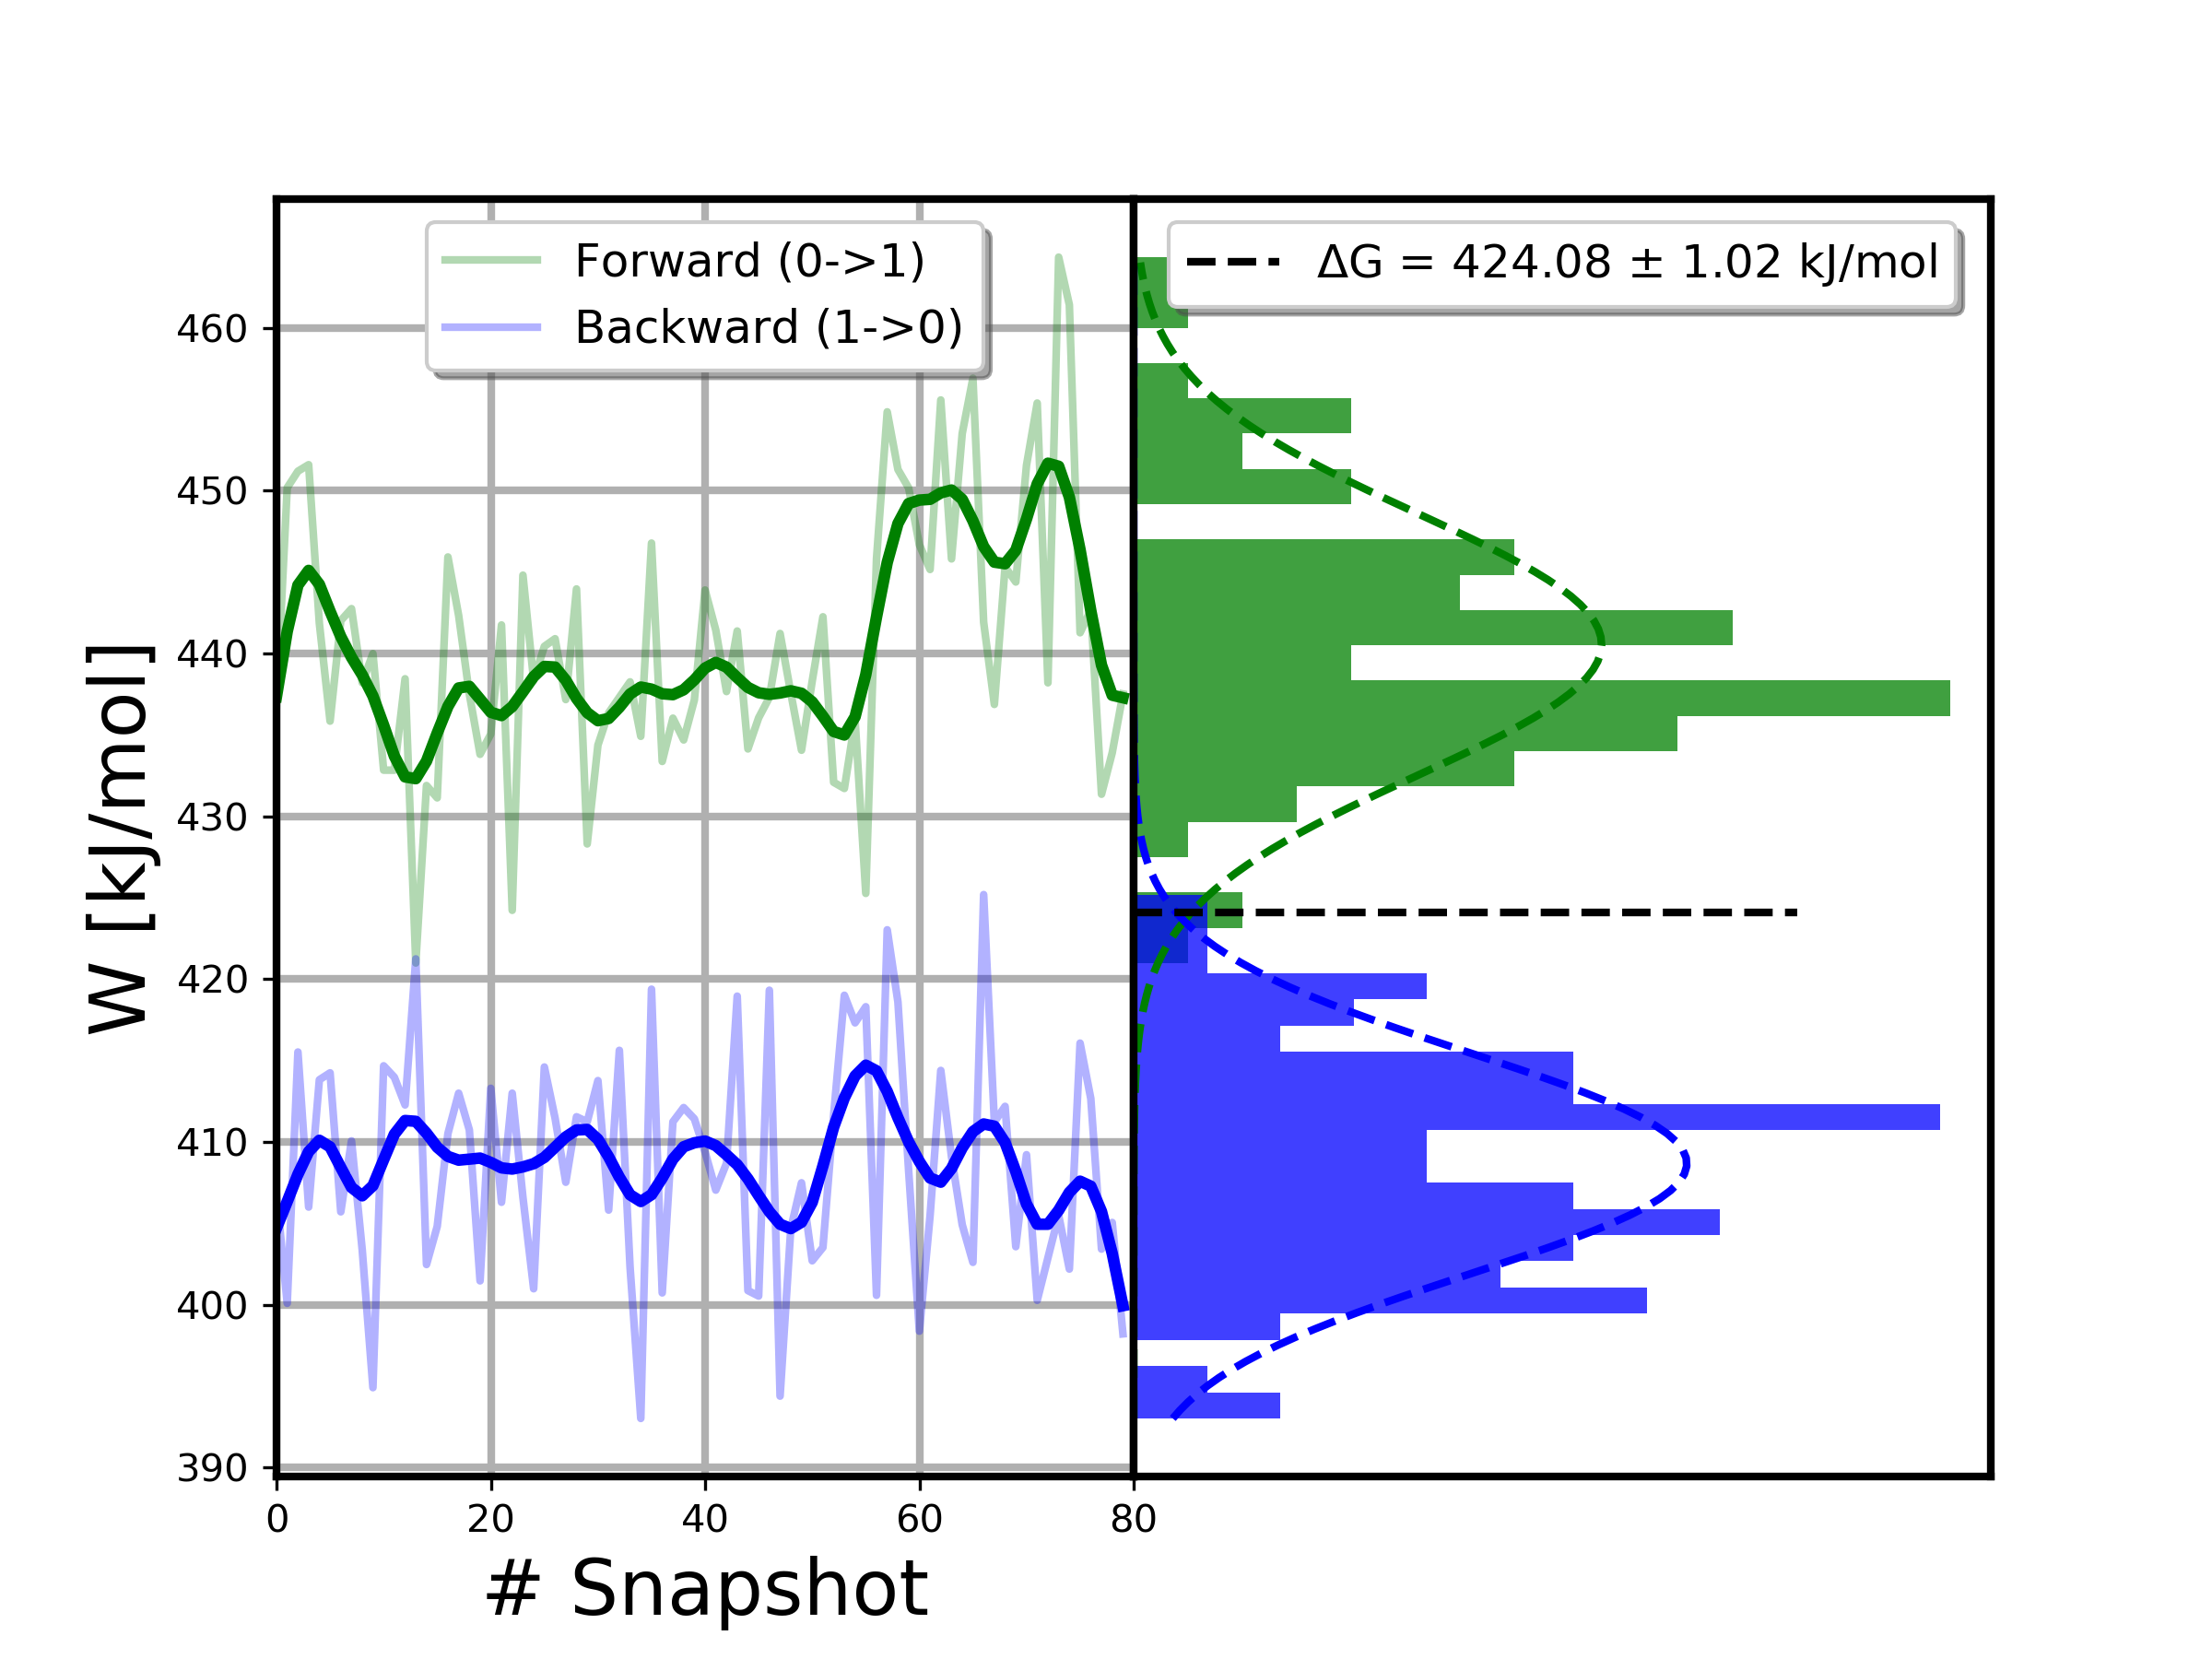 Forward (0->1)
Backward (1->0)
ΔG = 424.08 ± 1.02 kJ/mol
W [kJ/mol]
460
450
440
430
420
410
400
390
0 20 40 60 80
# Snapshot